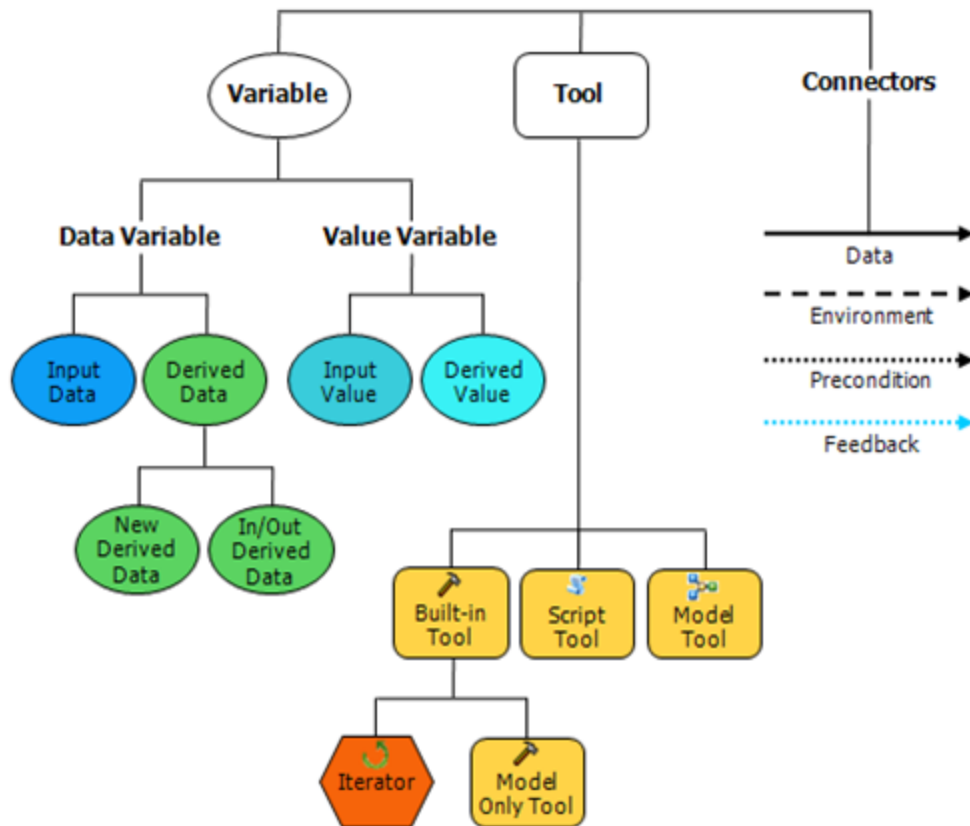 Variable
Tool
Connectors
Data Variable
Value Variable
Data
Environment
Precondition
Feedback
Input
Data
Derived
Data
Input
Value
Derived
Value
New
Derived
Data
In/Out
Derived
Data
Built-in
Tool
Script
Tool
Model
Tool
Iterator
Model
Only Tool